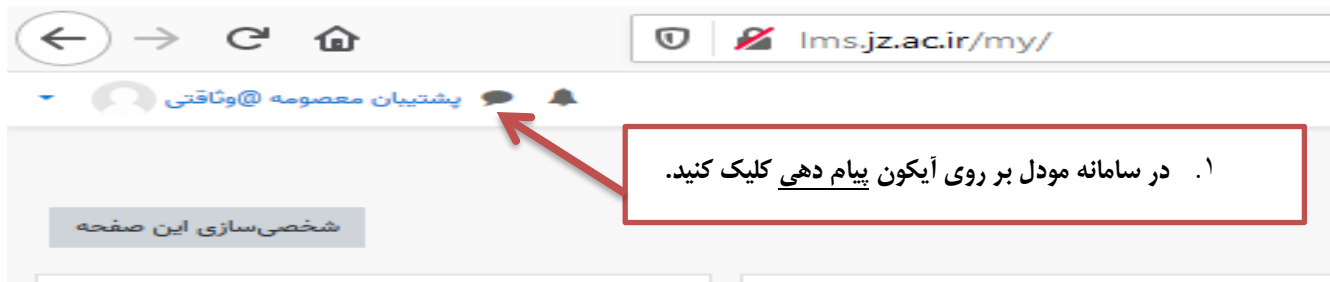 lms.jz.ac.ir/my/
پشتیبان معصومه @وثاقتی
۱. در سامانه مودل بر روی آیکون پیام دهی کلیک کنید.
شخصی‌سازی این صفحه